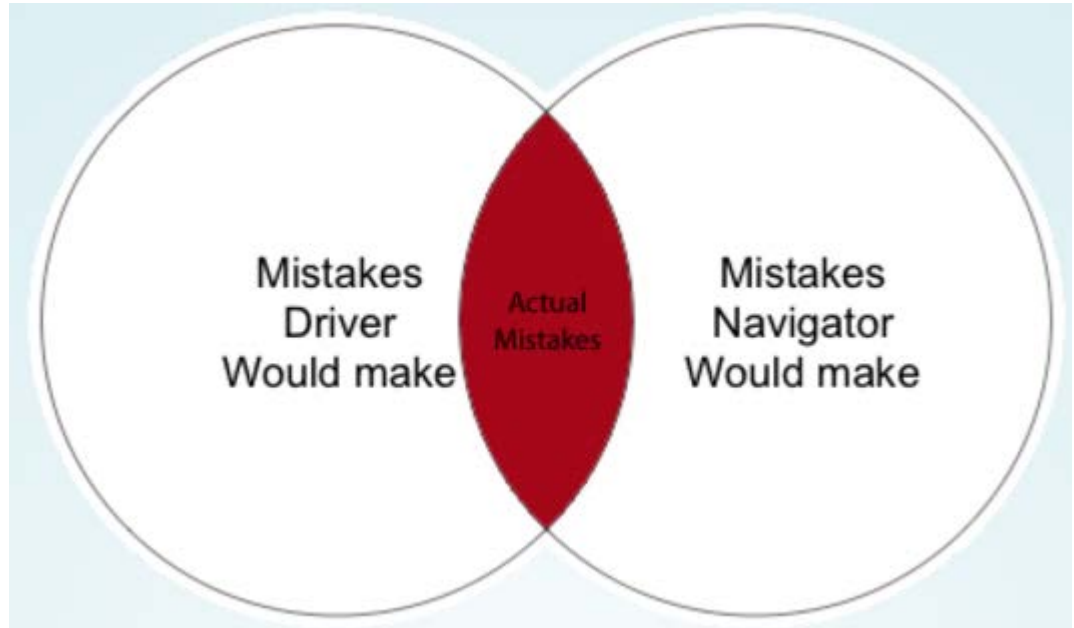 Mistakes
Driver
Would make
Actual
Mistakes
Mistakes
Navigator
Would make